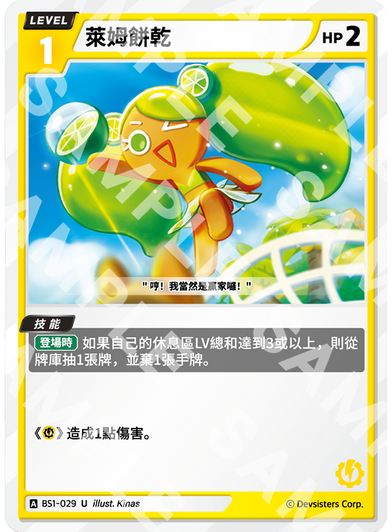 LEVEL
1
萊姆餅乾
HP 2
"哼！我當然是贏家囉！"
技能
登場時 如果自己的休息區LV總和達到3或以上，則從
牌庫抽1張牌，並棄1張手牌。
《》造成1點傷害。
A BS1-029 U illust. Kinas
© Devsisters Corp.
SAMPLE SAMPLE SAMPLE